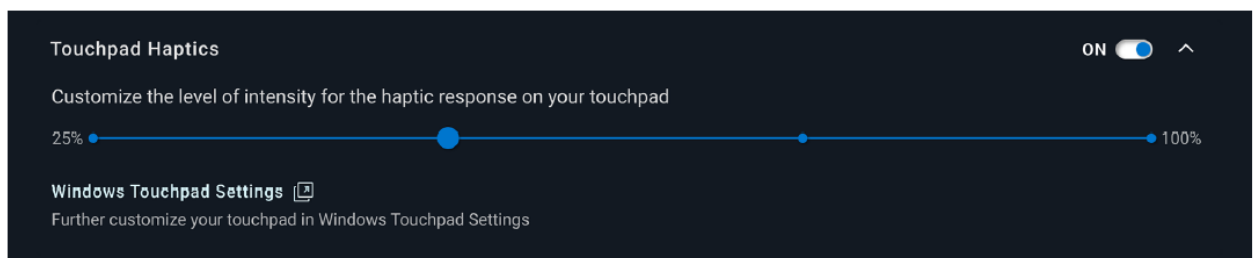 Touchpad Haptics ON
Customize the level of intensity for the haptic response on your touchpad
25% 100%
Windows Touchpad Settings
Further customize your touchpad in Windows Touchpad Settings